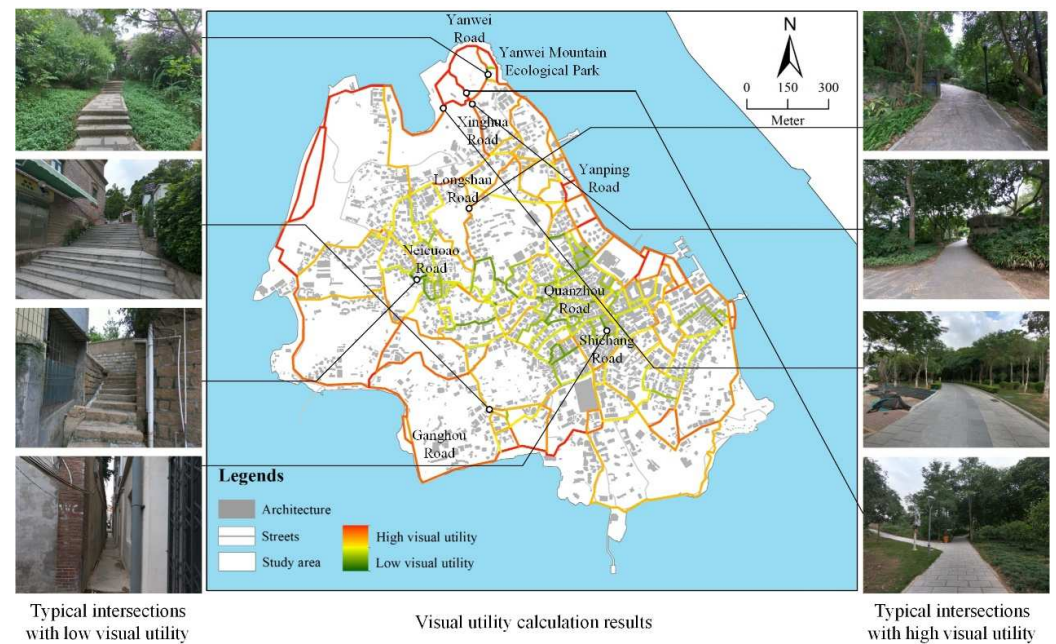 Yanwei
Road
Yanwei Mountain
Ecological Park
N
0 150 300
Meter
Xinghua
Road
Yanping
Road
Longshan
Road
Neicuoao
Road
Quanzhou
Road
Shichang
Road
Ganghou
Road
Legends
Architecture
Streets
Study area
High visual utility
Low visual utility
Typical intersections
with low visual utility
Visual utility calculation results
Typical intersections
with high visual utility